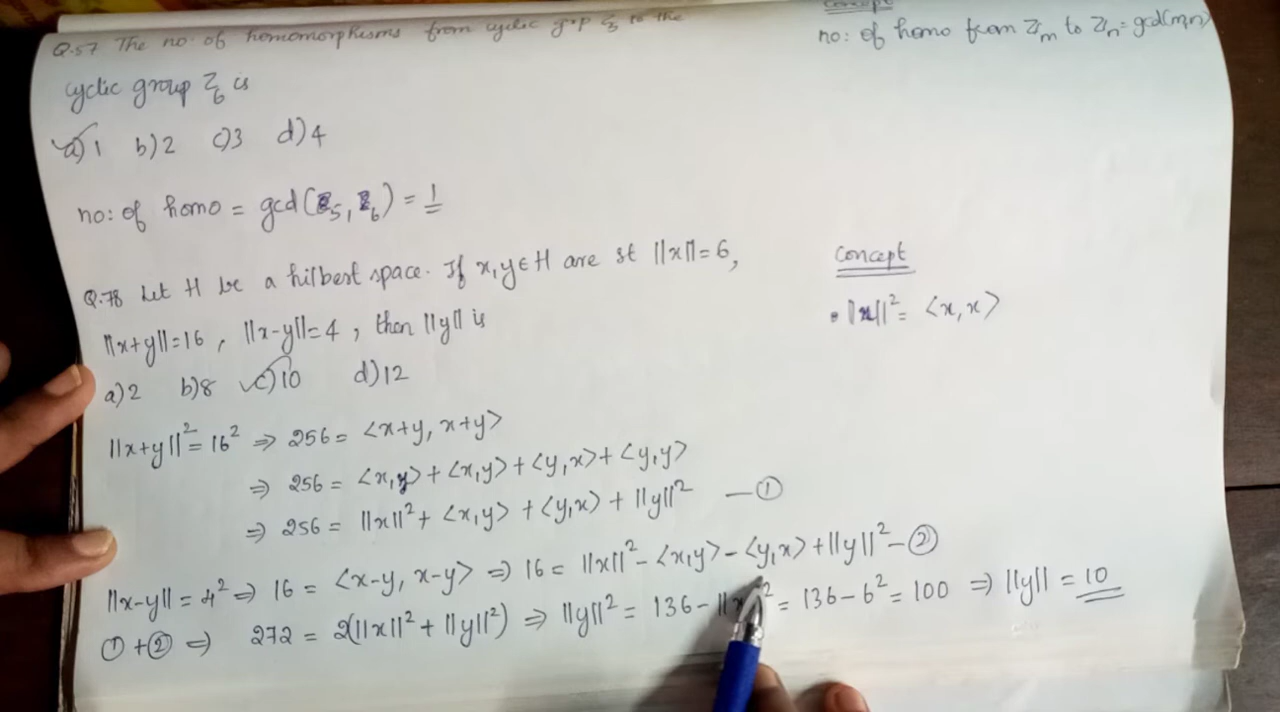 Q.57 The no: of homomorphisms from cyclic grop Z5 to the
cyclic group Z6 is
a) 1 b) 2 c) 3 d) 4
no: of homo = gcd(Z5, Z6) = 1
Concept
no: of homo from Zm to Zn = gcd(m,n)
Q.78 Let H be a hilbert space. If x,y∈H are st ||x||=6,
||x+y||=16, ||x-y||=4, then ||y|| is
a) 2 b) 8 c) 10 d) 12
Concept
• ||x||² = <x,x>
||x+y||² = 16² ⇒ 256 = <x+y, x+y>
⇒ 256 = <x,y> + <x,y> + <y,x> + <y,y>
⇒ 256 = ||x||² + <x,y> + <y,x> + ||y||² — ①
||x-y|| = 4² ⇒ 16 = <x-y, x-y> ⇒ 16 = ||x||² - <x,y> - <y,x> + ||y||² - ②
① + ② ⇒ 272 = 2(||x||² + ||y||²) ⇒ ||y||² = 136 - ||x ² = 136 - 6² = 100 ⇒ ||y|| = 10